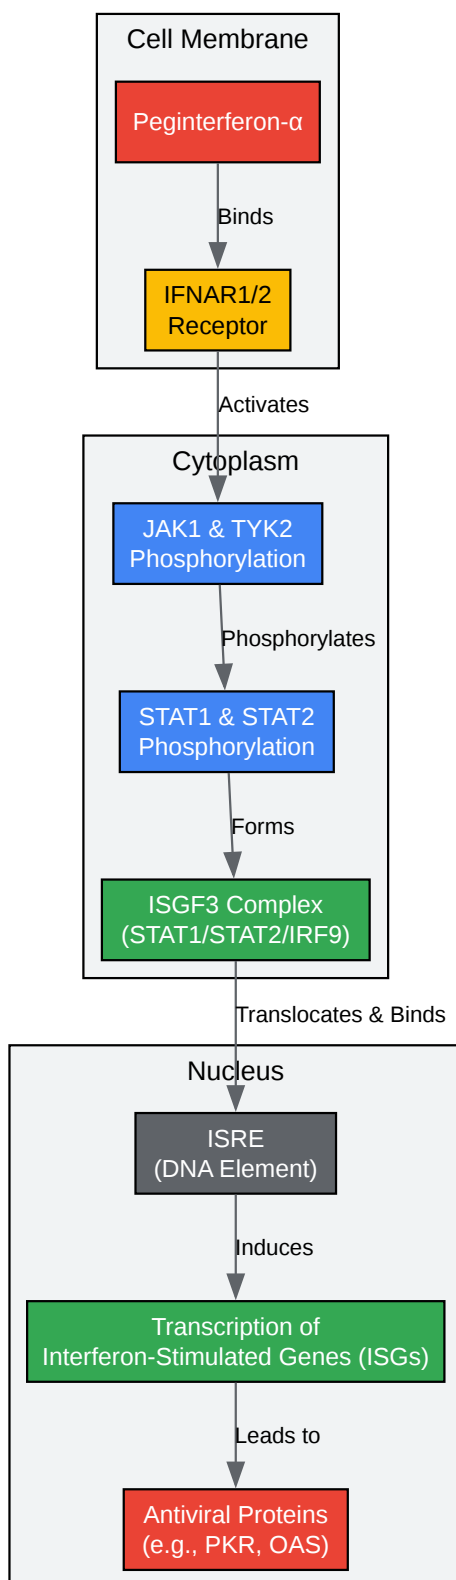 Cell Membrane
Peginterferon-α
Binds
IFNAR1/2
Receptor
Activates
Cytoplasm
JAK1 & TYK2
Phosphorylation
Phosphorylates
STAT1 & STAT2
Phosphorylation
Forms
ISGF3 Complex
(STAT1/STAT2/IRF9)
Translocates & Binds
Nucleus
ISRE
(DNA Element)
Induces
Transcription of
Interferon-Stimulated Genes (ISGs)
Leads to
Antiviral Proteins
(e.g., PKR, OAS)